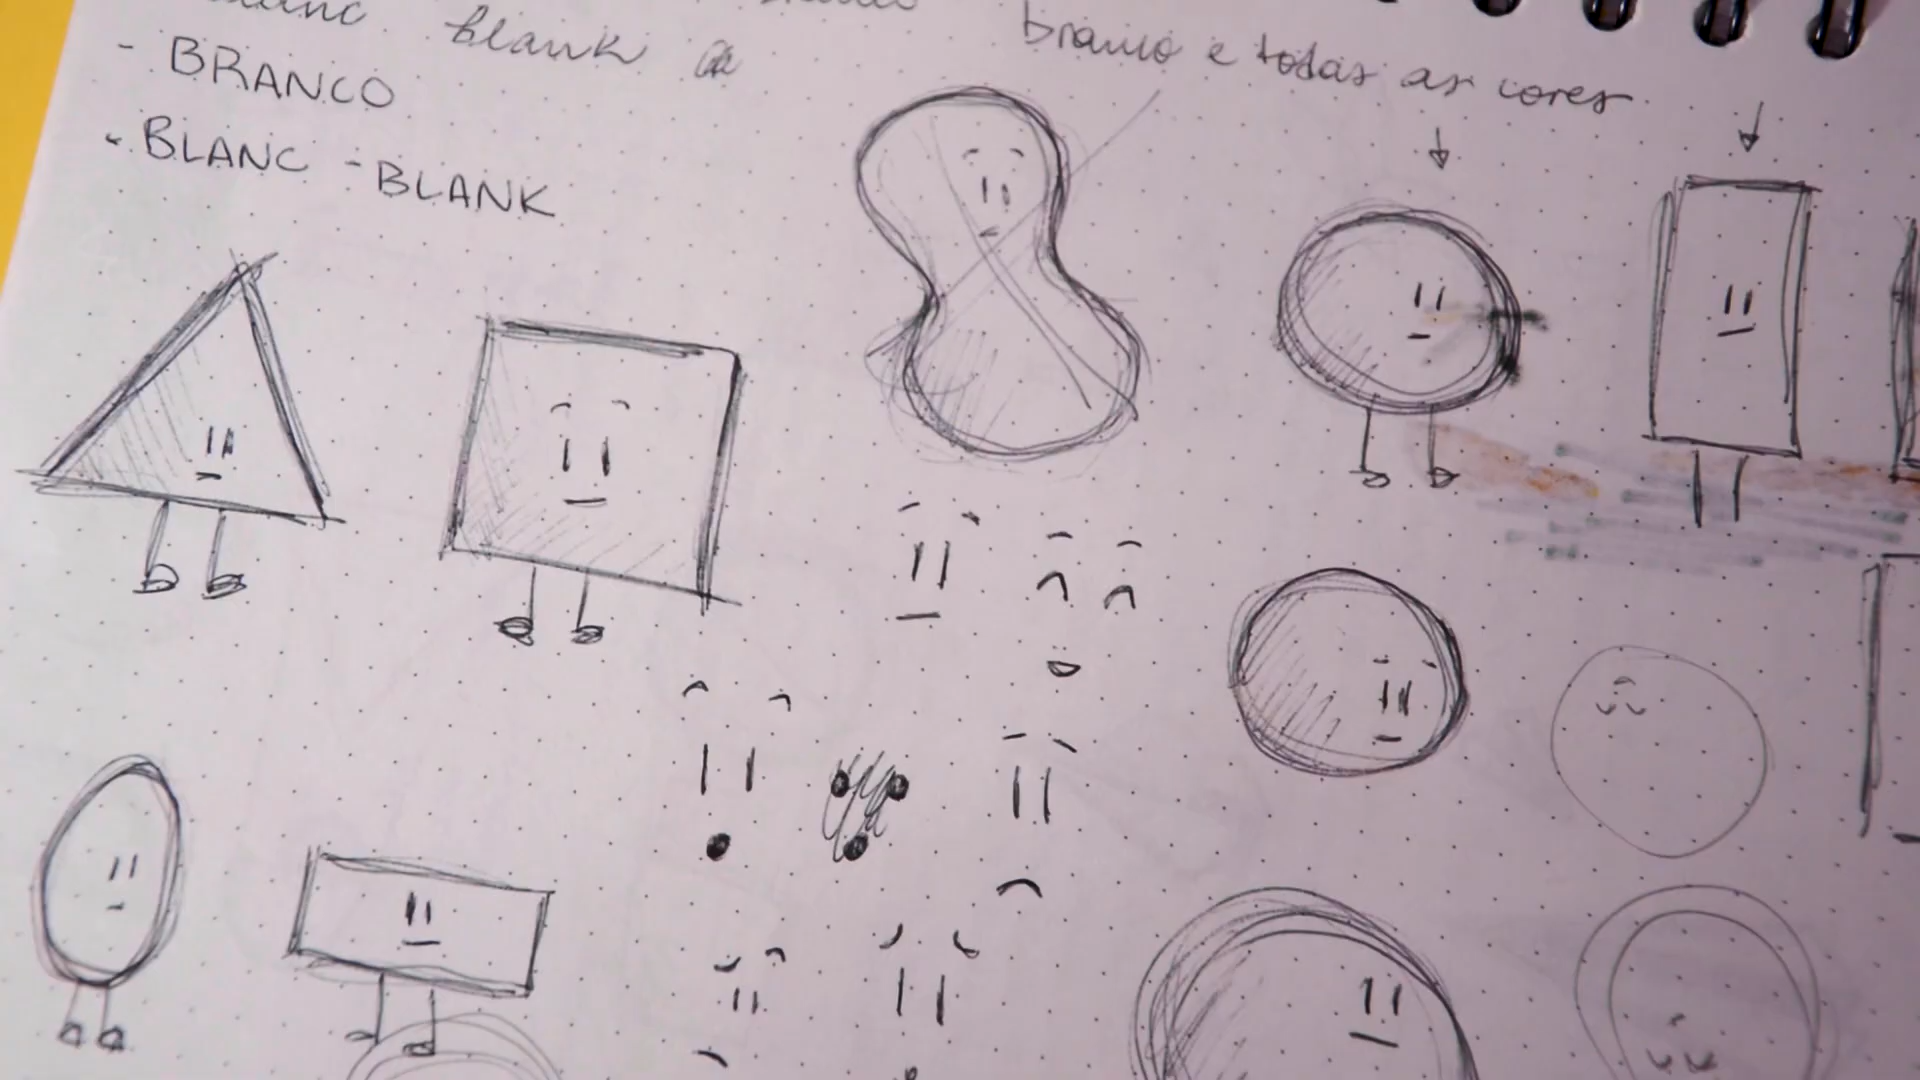 blank
branco e todas as cores
- BRANCO
- BLANC - BLANK